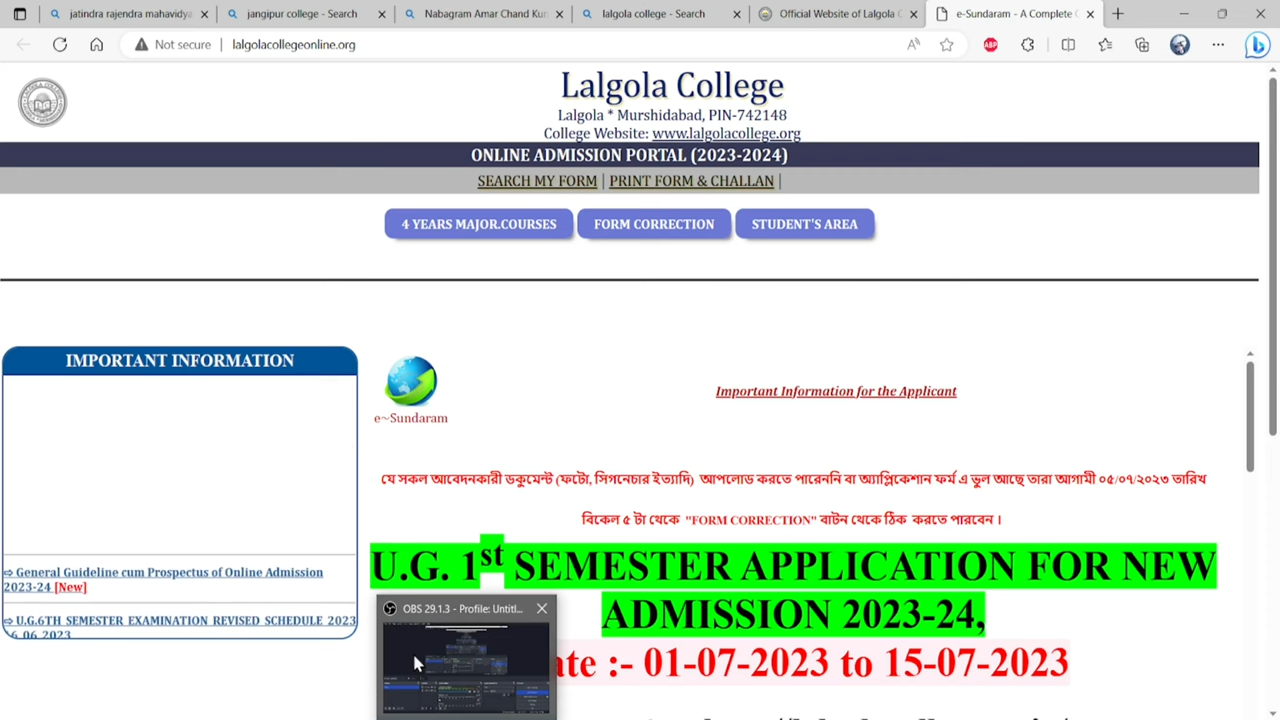 jatindra rajendra mahavidya
jangipur college - Search
Nabagram Amar Chand Kun
lalgola college - Search
Official Website of Lalgola C
e-Sundaram - A Complete C
Not secure
lalgolacollegeonline.org
ABP
Lalgola College
Lalgola * Murshidabad, PIN-742148
College Website: www.lalgolacollege.org
ONLINE ADMISSION PORTAL (2023-2024)
SEARCH MY FORM | PRINT FORM & CHALLAN |
4 YEARS MAJOR.COURSES
FORM CORRECTION
STUDENT'S AREA
IMPORTANT INFORMATION
⇨ General Guideline cum Prospectus of Online Admission
2023-24 [New]
⇨ U.G.6TH SEMESTER EXAMINATION REVISED SCHEDULE 2023
e~Sundaram
Important Information for the Applicant
যে সকল আবেদনকারী ডকুমেন্ট (ফটো, সিগনেচার ইত্যাদি) আপলোড করতে পারেননি বা অ্যাপ্লিকেশান ফর্ম এ ভুল আছে তারা আগামী ০৫/০৭/২০২৩ তারিখ
বিকেল ৫ টা থেকে "FORM CORRECTION" বাটন থেকে ঠিক করতে পারবেন ।
U.G. 1st SEMESTER APPLICATION FOR NEW
ADMISSION 2023-24,
ate :- 01-07-2023 to 15-07-2023
OBS 29.1.3 - Profile: Untitl...